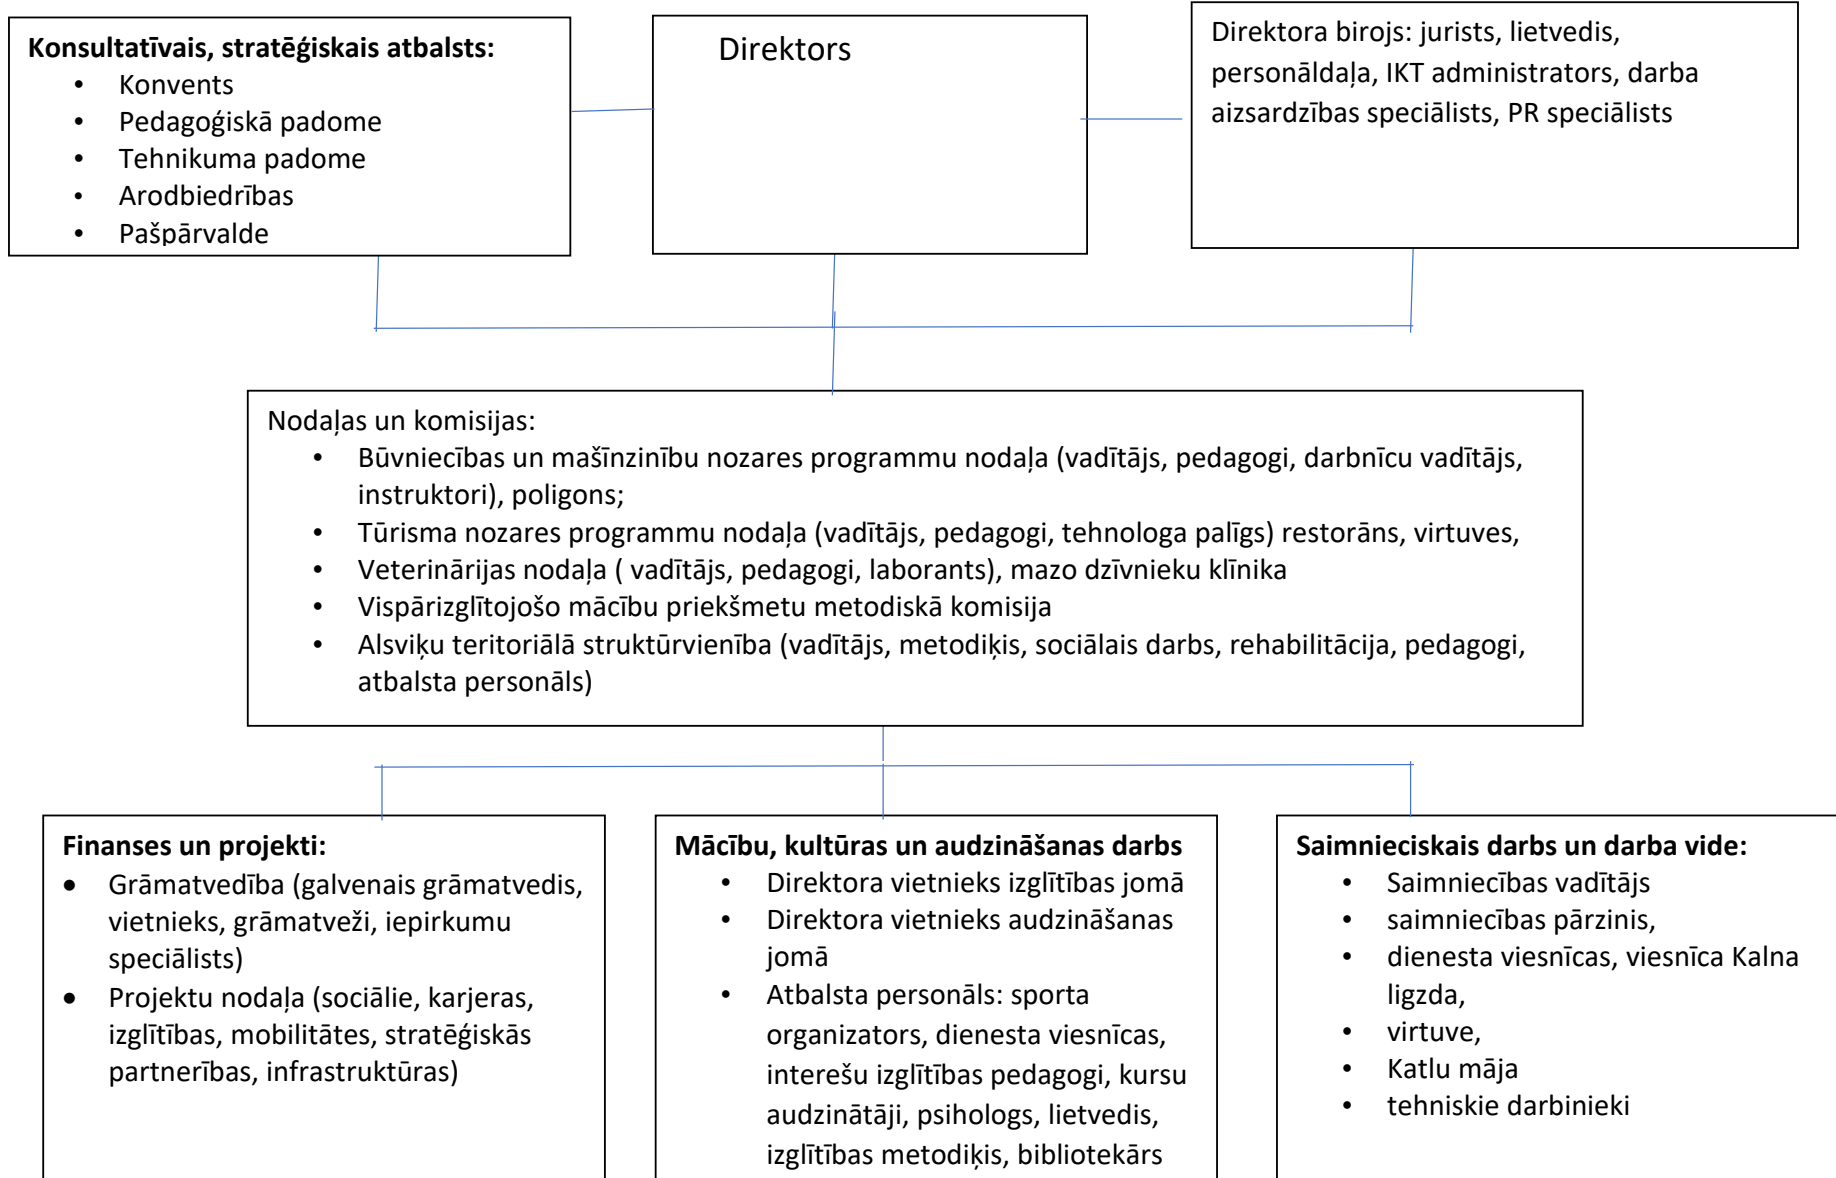 Konsultatīvais, stratēģiskais atbalsts:
• Konvents
• Pedagoģiskā padome
• Tehnikuma padome
• Arodbiedrības
• Pašpārvalde
Direktors
Direktora birojs: jurists, lietvedis,
personāldaļa, IKT administrators, darba
aizsardzības speciālists, PR speciālists
Nodaļas un komisijas:
• Būvniecības un mašīnzinību nozares programmu nodaļa (vadītājs, pedagogi, darbnīcu vadītājs,
instruktori), poligons;
• Tūrisma nozares programmu nodaļa (vadītājs, pedagogi, tehnologa palīgs) restorāns, virtuves,
• Veterinārijas nodaļa ( vadītājs, pedagogi, laborants), mazo dzīvnieku klīnika
• Vispārizglītojošo mācību priekšmetu metodiskā komisija
• Alsviķu teritoriālā struktūrvienība (vadītājs, metodiķis, sociālais darbs, rehabilitācija, pedagogi,
atbalsta personāls)
Finanses un projekti:
• Grāmatvedība (galvenais grāmatvedis,
vietnieks, grāmatveži, iepirkumu
speciālists)
• Projektu nodaļa (sociālie, karjeras,
izglītības, mobilitātes, stratēģiskās
partnerības, infrastruktūras)
Mācību, kultūras un audzināšanas darbs
• Direktora vietnieks izglītības jomā
• Direktora vietnieks audzināšanas
jomā
• Atbalsta personāls: sporta
organizators, dienesta viesnīcas,
interešu izglītības pedagogi, kursu
audzinātāji, psihologs, lietvedis,
izglītības metodiķis, bibliotekārs
Saimnieciskais darbs un darba vide:
• Saimniecības vadītājs
• saimniecības pārzinis,
• dienesta viesnīcas, viesnīca Kalna
ligzda,
• virtuve,
• Katlu māja
• tehniskie darbinieki